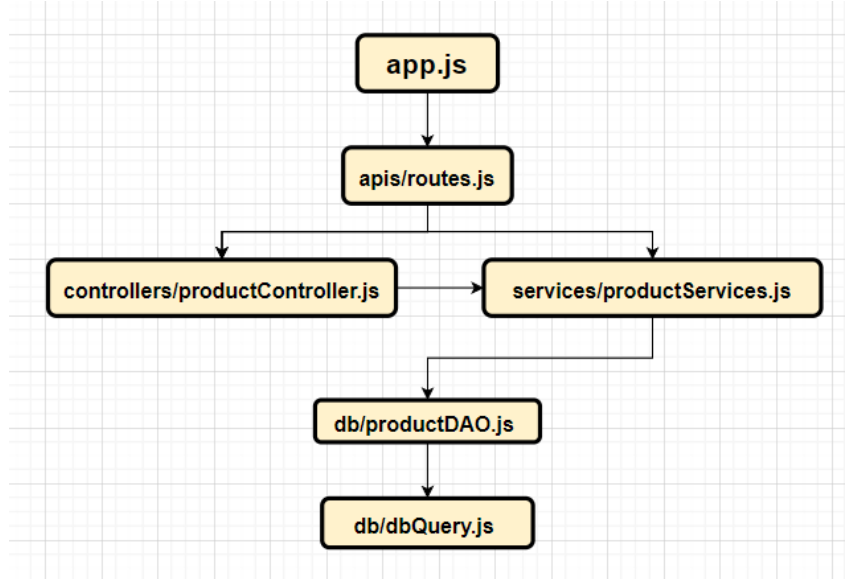 app.js
apis/routes.js
controllers/productController.js
services/productServices.js
db/productDAO.js
db/dbQuery.js